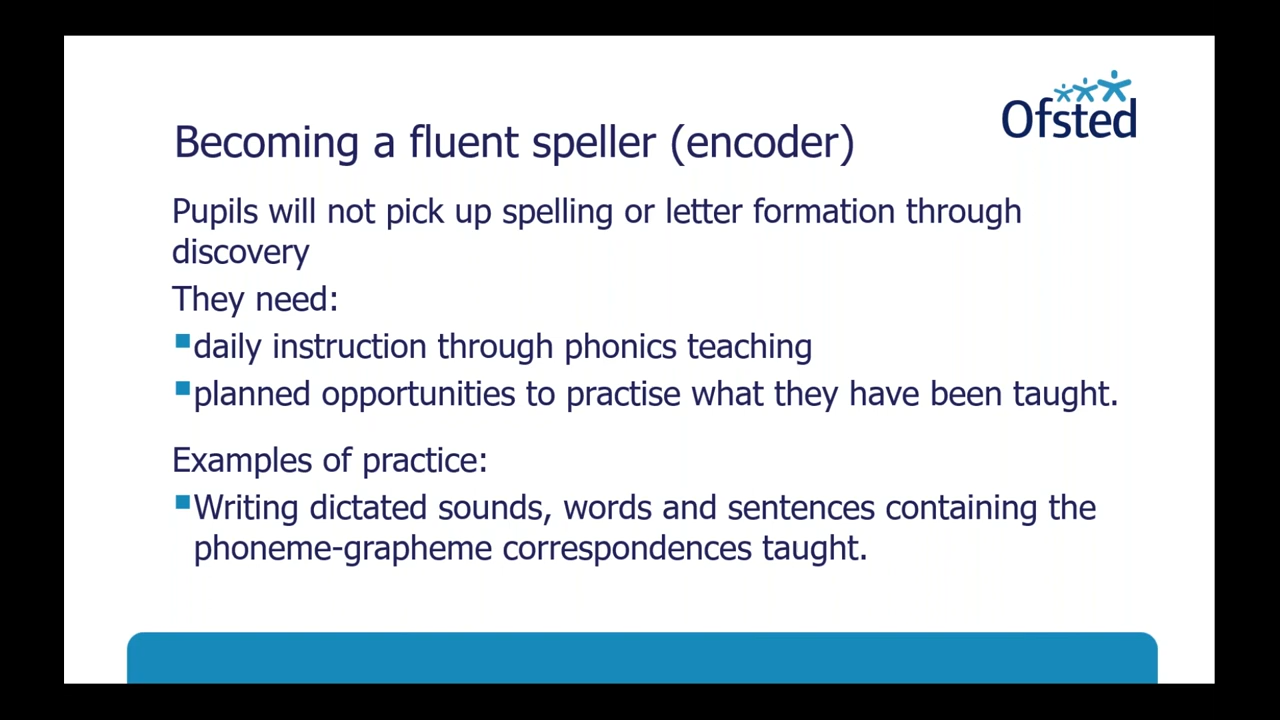 Ofsted
Becoming a fluent speller (encoder)
Pupils will not pick up spelling or letter formation through
discovery
They need:
daily instruction through phonics teaching
planned opportunities to practise what they have been taught.
Examples of practice:
Writing dictated sounds, words and sentences containing the
phoneme-grapheme correspondences taught.